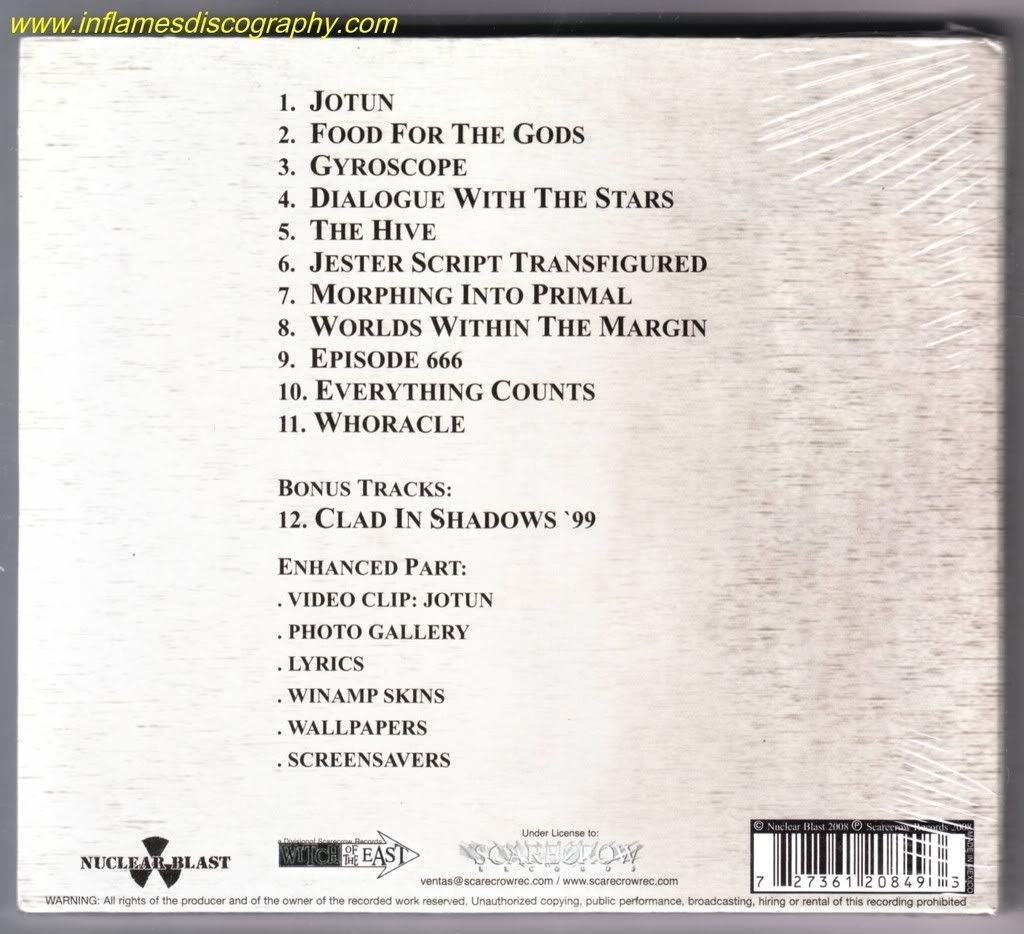 www.inflamesdiscography.com
1. JOTUN
2. FOOD FOR THE GODS
3. GYROSCOPE
4. DIALOGUE WITH THE STARS
5. THE HIVE
6. JESTER SCRIPT TRANSFIGURED
7. MORPHING INTO PRIMAL
8. WORLDS WITHIN THE MARGIN
9. EPISODE 666
10. EVERYTHING COUNTS
11. WHORACLE
BONUS TRACKS:
12. CLAD IN SHADOWS `99
ENHANCED PART:
. VIDEO CLIP: JOTUN
. PHOTO GALLERY
. LYRICS
. WINAMP SKINS
. WALLPAPERS
. SCREENSAVERS
NUCLEAR BLAST
a Division of Scarecrow Records
WITCH OF THE EAST
Under License to:
SCARECROW
RECORDS
ventas@scarecrowrec.com / www.scarecrowrec.com
© Nuclear Blast 2008 ℗ Scarecrow Records 2008
MADE IN MEXICO
7 27361 20849 3
WARNING: All rights of the producer and of the owner of the recorded work reserved. Unauthorized copying, public performance, broadcasting, hiring or rental of this recording prohibited